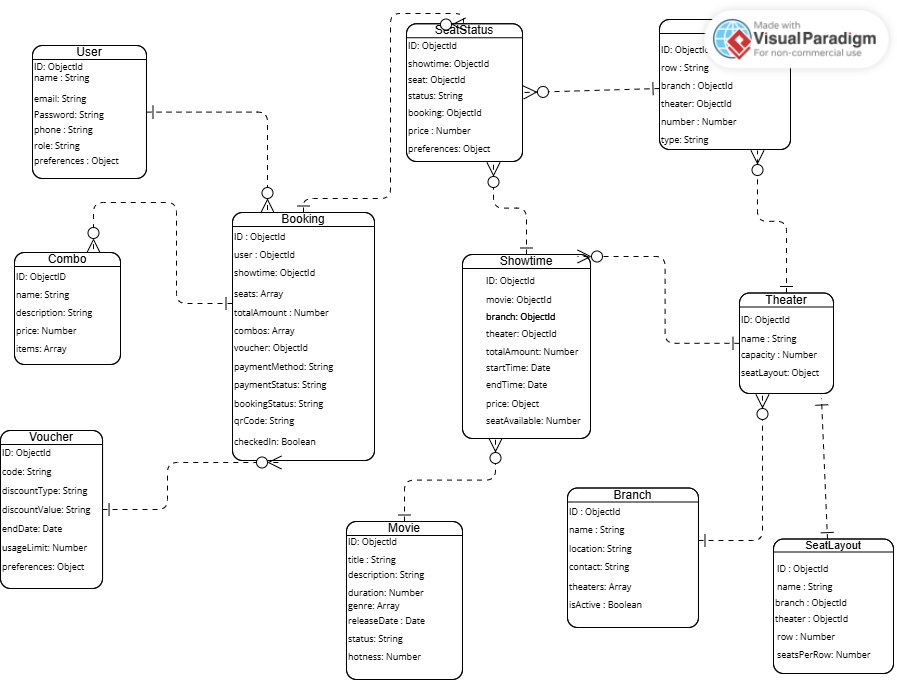 Made with
VisualParadigm
For non-commercial use
User
ID: ObjectId
name : String
email: String
Password: String
phone : String
role: String
preferences : Object
SeatStatus
ID: ObjectId
showtime: ObjectId
seat: ObjectId
status: String
booking: ObjectId
price : Number
preferences: Object
row : String
branch : ObjectId
theater: ObjectId
number : Number
type: String
Combo
ID: ObjectID
name: String
description: String
price: Number
items: Array
Booking
ID : ObjectId
user : ObjectId
showtime: ObjectId
seats: Array
totalAmount : Number
combos: Array
voucher: ObjectId
paymentMethod: String
paymentStatus: String
bookingStatus: String
qrCode: String
checkedIn: Boolean
Showtime
ID: ObjectId
movie: ObjectId
branch: ObjectId
theater: ObjectId
totalAmount: Number
startTime: Date
endTime: Date
price: Object
seatAvailable: Number
Theater
ID: ObjectId
name : String
capacity : Number
seatLayout: Object
Voucher
ID: ObjectId
code: String
discountType: String
discountValue: String
endDate: Date
usageLimit: Number
preferences: Object
Movie
ID: ObjectId
title : String
description: String
duration: Number
genre: Array
releaseDate : Date
status: String
hotness: Number
Branch
ID : ObjectId
name : String
location: String
contact: String
theaters: Array
isActive : Boolean
SeatLayout
ID : ObjectId
name : String
branch : ObjectId
theater : ObjectId
row : Number
seatsPerRow: Number